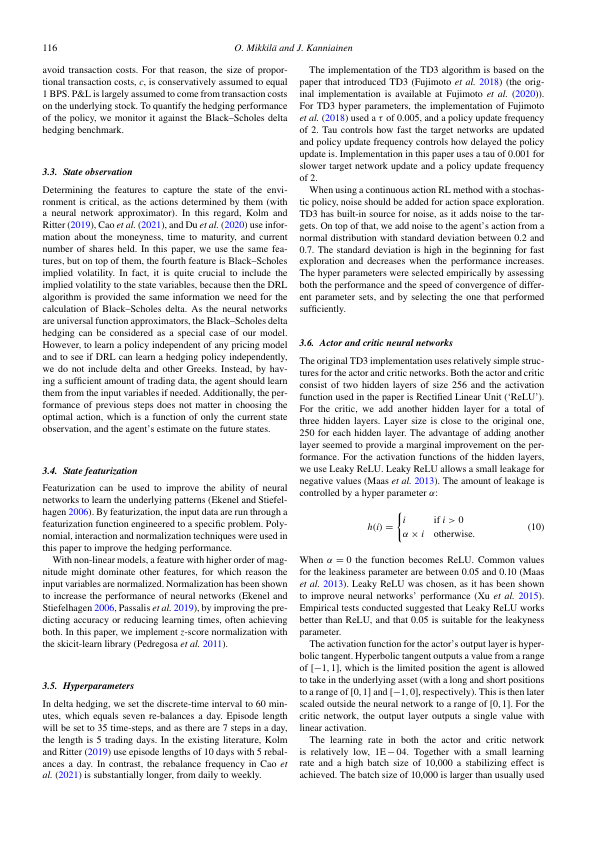 116
O. Mikkilä and J. Kanniainen
avoid transaction costs. For that reason, the size of propor-
tional transaction costs, c, is conservatively assumed to equal
1 BPS. P&L is largely assumed to come from transaction costs
on the underlying stock. To quantify the hedging performance
of the policy, we monitor it against the Black–Scholes delta
hedging benchmark.
3.3. State observation
Determining the features to capture the state of the envi-
ronment is critical, as the actions determined by them (with
a neural network approximator). In this regard, Kolm and
Ritter (2019), Cao et al. (2021), and Du et al. (2020) use infor-
mation about the moneyness, time to maturity, and current
number of shares held. In this paper, we use the same fea-
tures, but on top of them, the fourth feature is Black–Scholes
implied volatility. In fact, it is quite crucial to include the
implied volatility to the state variables, because then the DRL
algorithm is provided the same information we need for the
calculation of Black–Scholes delta. As the neural networks
are universal function approximators, the Black–Scholes delta
hedging can be considered as a special case of our model.
However, to learn a policy independent of any pricing model
and to see if DRL can learn a hedging policy independently,
we do not include delta and other Greeks. Instead, by hav-
ing a sufficient amount of trading data, the agent should learn
them from the input variables if needed. Additionally, the per-
formance of previous steps does not matter in choosing the
optimal action, which is a function of only the current state
observation, and the agent's estimate on the future states.
3.4. State featurization
Featurization can be used to improve the ability of neural
networks to learn the underlying patterns (Ekenel and Stiefel-
hagen 2006). By featurization, the input data are run through a
featurization function engineered to a specific problem. Poly-
nomial, interaction and normalization techniques were used in
this paper to improve the hedging performance.
With non-linear models, a feature with higher order of mag-
nitude might dominate other features, for which reason the
input variables are normalized. Normalization has been shown
to increase the performance of neural networks (Ekenel and
Stiefelhagen 2006, Passalis et al. 2019), by improving the pre-
dicting accuracy or reducing learning times, often achieving
both. In this paper, we implement z-score normalization with
the skicit-learn library (Pedregosa et al. 2011).
3.5. Hyperparameters
In delta hedging, we set the discrete-time interval to 60 min-
utes, which equals seven re-balances a day. Episode length
will be set to 35 time-steps, and as there are 7 steps in a day,
the length is 5 trading days. In the existing literature, Kolm
and Ritter (2019) use episode lengths of 10 days with 5 rebal-
ances a day. In contrast, the rebalance frequency in Cao et
al. (2021) is substantially longer, from daily to weekly.
The implementation of the TD3 algorithm is based on the
paper that introduced TD3 (Fujimoto et al. 2018) (the orig-
inal implementation is available at Fujimoto et al. (2020)).
For TD3 hyper parameters, the implementation of Fujimoto
et al. (2018) used a τ of 0.005, and a policy update frequency
of 2. Tau controls how fast the target networks are updated
and policy update frequency controls how delayed the policy
update is. Implementation in this paper uses a tau of 0.001 for
slower target network update and a policy update frequency
of 2.
When using a continuous action RL method with a stochas-
tic policy, noise should be added for action space exploration.
TD3 has built-in source for noise, as it adds noise to the tar-
gets. On top of that, we add noise to the agent's action from a
normal distribution with standard deviation between 0.2 and
0.7. The standard deviation is high in the beginning for fast
exploration and decreases when the performance increases.
The hyper parameters were selected empirically by assessing
both the performance and the speed of convergence of differ-
ent parameter sets, and by selecting the one that performed
sufficiently.
3.6. Actor and critic neural networks
The original TD3 implementation uses relatively simple struc-
tures for the actor and critic networks. Both the actor and critic
consist of two hidden layers of size 256 and the activation
function used in the paper is Rectified Linear Unit ('ReLU').
For the critic, we add another hidden layer for a total of
three hidden layers. Layer size is close to the original one,
250 for each hidden layer. The advantage of adding another
layer seemed to provide a marginal improvement on the per-
formance. For the activation functions of the hidden layers,
we use Leaky ReLU. Leaky ReLU allows a small leakage for
negative values (Maas et al. 2013). The amount of leakage is
controlled by a hyper parameter α:
h(i) = { i if i > 0
α × i otherwise. (10)
When α = 0 the function becomes ReLU. Common values
for the leakiness parameter are between 0.05 and 0.10 (Maas
et al. 2013). Leaky ReLU was chosen, as it has been shown
to improve neural networks' performance (Xu et al. 2015).
Empirical tests conducted suggested that Leaky ReLU works
better than ReLU, and that 0.05 is suitable for the leakyness
parameter.
The activation function for the actor's output layer is hyper-
bolic tangent. Hyperbolic tangent outputs a value from a range
of [−1, 1], which is the limited position the agent is allowed
to take in the underlying asset (with a long and short positions
to a range of [0, 1] and [−1, 0], respectively). This is then later
scaled outside the neural network to a range of [0, 1]. For the
critic network, the output layer outputs a single value with
linear activation.
The learning rate in both the actor and critic network
is relatively low, 1E − 04. Together with a small learning
rate and a high batch size of 10,000 a stabilizing effect is
achieved. The batch size of 10,000 is larger than usually used